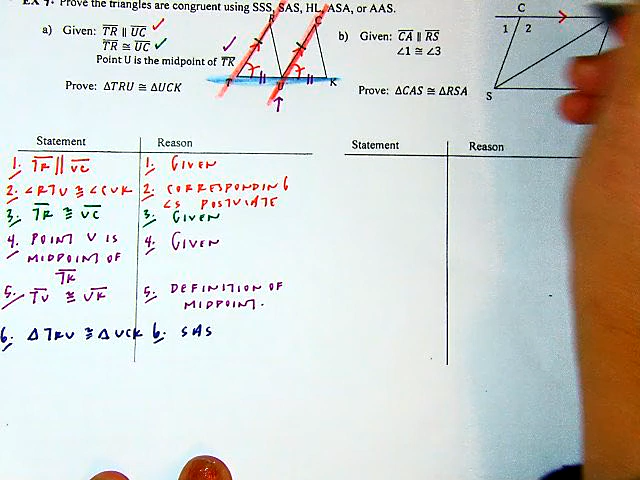 EX 7: Prove the triangles are congruent using SSS, SAS, HL, ASA, or AAS.
a) Given: TR ∥ UC
TR ≅ UC
Point U is the midpoint of TK
Prove: ΔTRU ≅ ΔUCK
R C
T U K
b) Given: CA ∥ RS
∠1 ≅ ∠3
Prove: ΔCAS ≅ ΔRSA
C
1 2
S
Statement Reason
1. TR ∥ UC 1. GIVEN
2. ∠RTU ≅ ∠CUK 2. CORRESPONDING
∠S POSTULATE
3. TR ≅ UC 3. GIVEN
4. POINT U IS 4. GIVEN
MIDPOINT OF
TK
5. TU ≅ UK 5. DEFINITION OF
MIDPOINT.
6. ΔTRU ≅ ΔUCK 6. SAS
Statement Reason